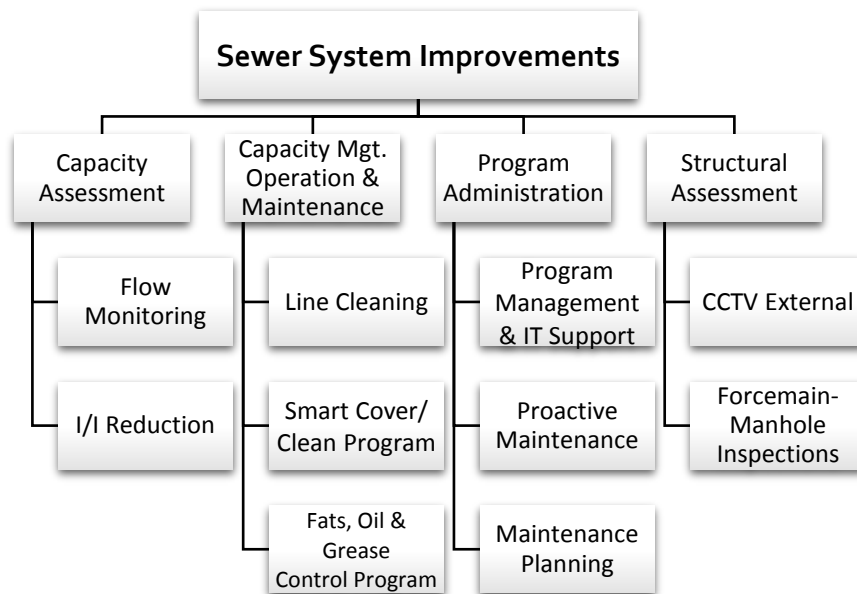 Sewer System Improvements
Capacity
Assessment
Capacity Mgt.
Operation &
Maintenance
Program
Administration
Structural
Assessment
Flow
Monitoring
Line Cleaning
Program
Management
& IT Support
CCTV External
I/I Reduction
Smart Cover/
Clean Program
Proactive
Maintenance
Forcemain-
Manhole
Inspections
Fats, Oil &
Grease
Control Program
Maintenance
Planning